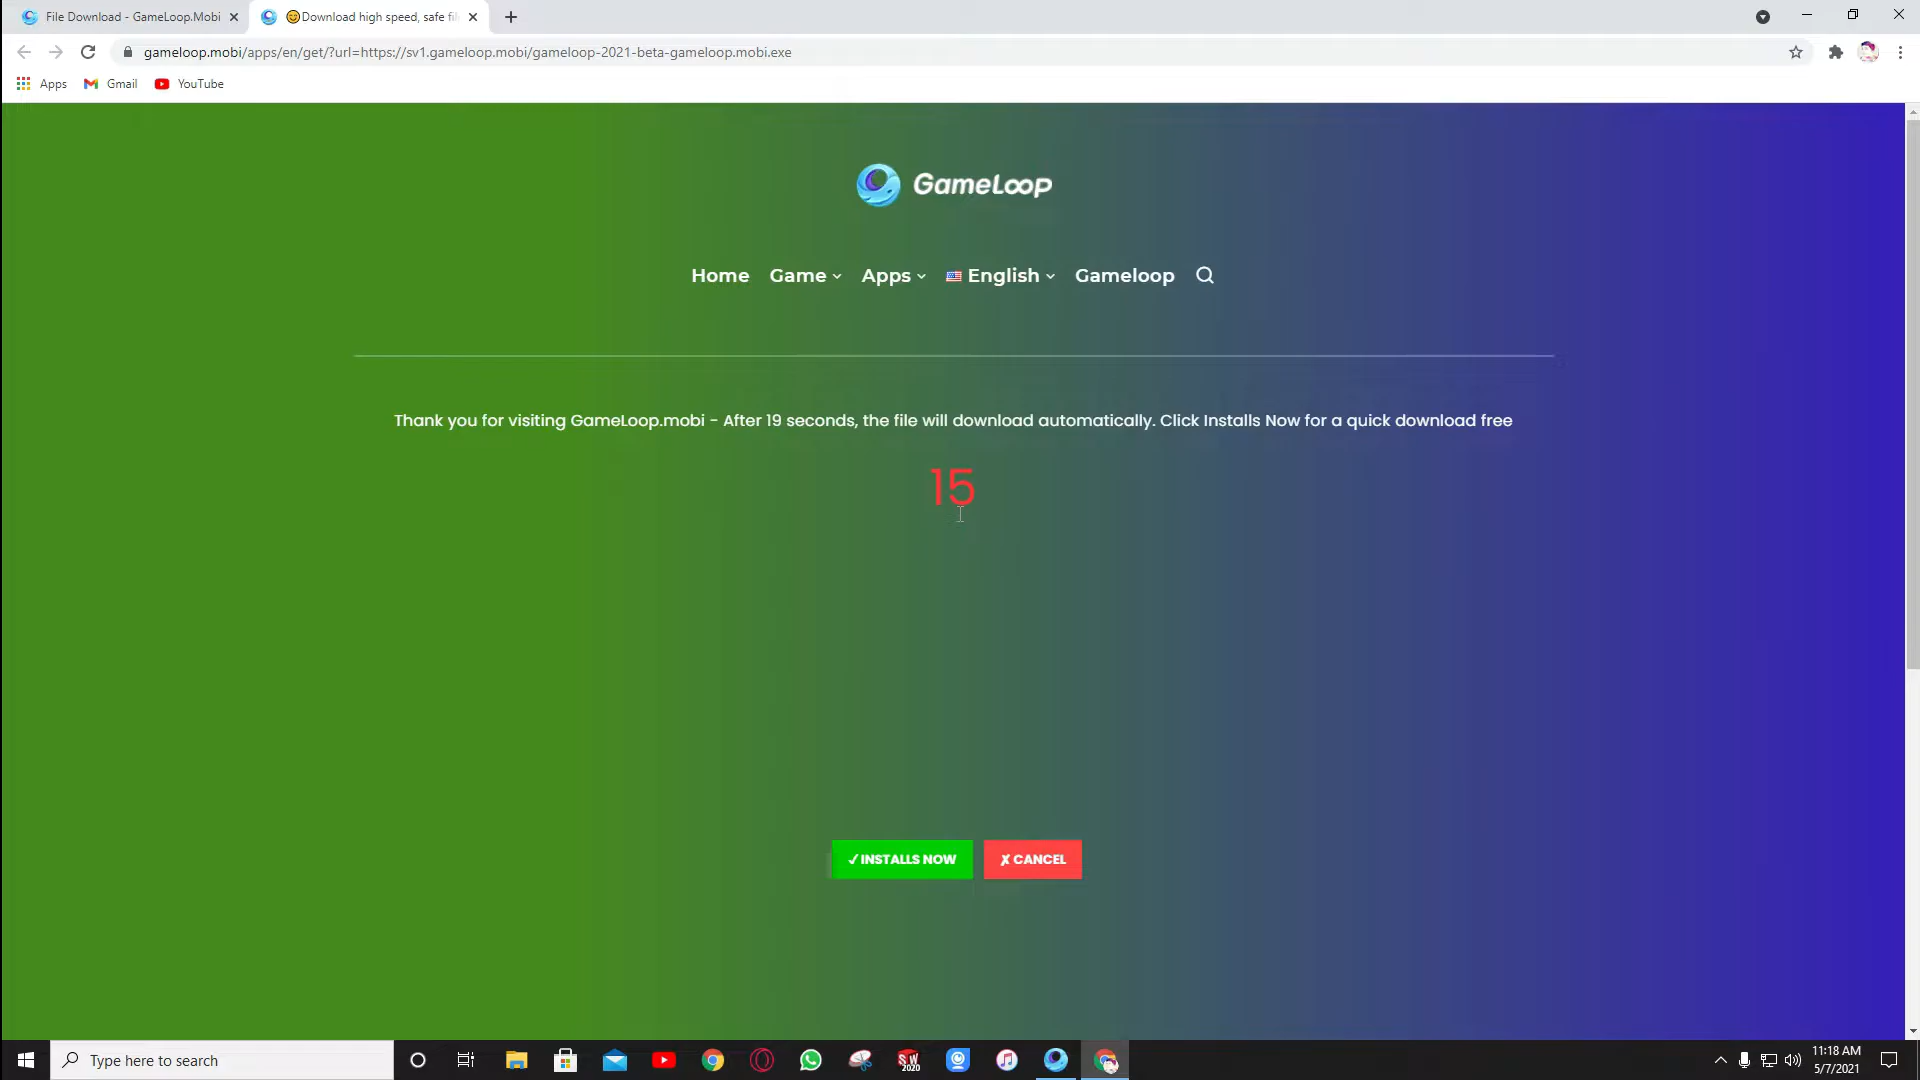 File Download - GameLoop.Mobi
Download high speed, safe fil
gameloop.mobi/apps/en/get/?url=https://sv1.gameloop.mobi/gameloop-2021-beta-gameloop.mobi.exe
Apps Gmail YouTube
GameLoop
Home Game Apps English Gameloop
Thank you for visiting GameLoop.mobi - After 19 seconds, the file will download automatically. Click Installs Now for a quick download free
15
✓INSTALLS NOW ✗ CANCEL
Type here to search
SW
2020
11:18 AM
5/7/2021